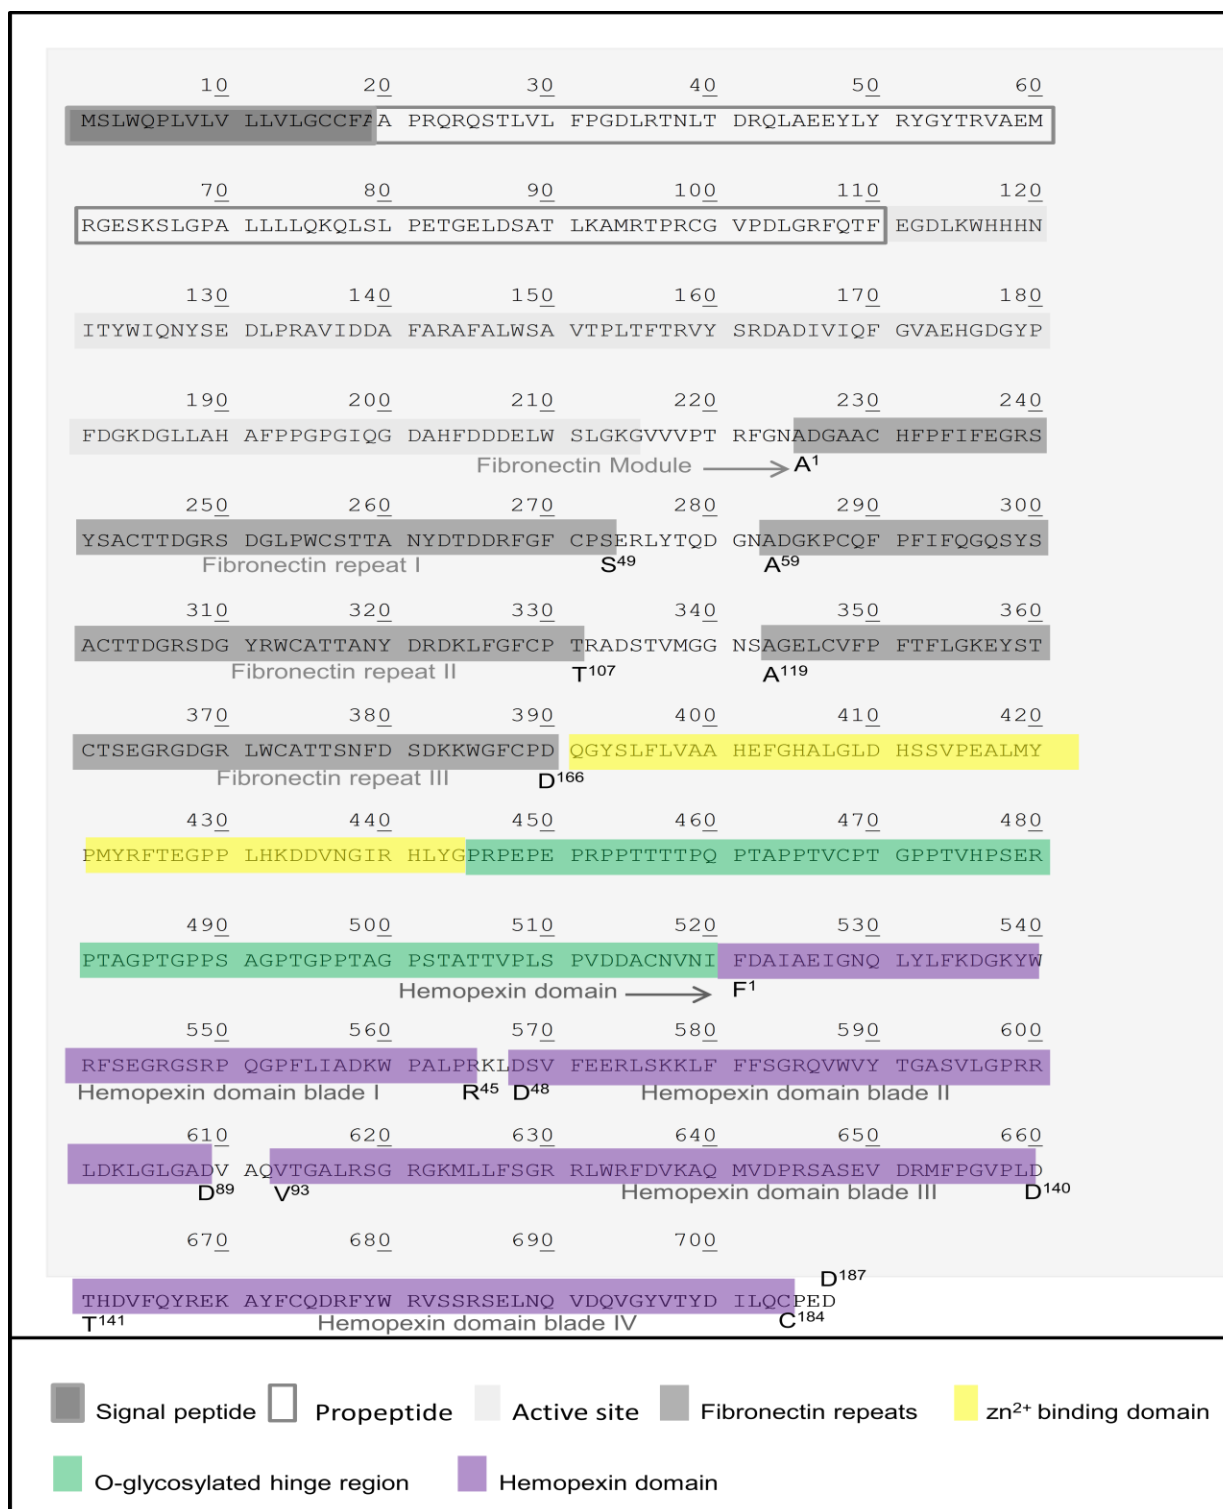 10 20 30 40 50 60
MSLWQPLVLV LLVLGCCFAA PRQRQSTLVL FPGDLRTNLT DRQLAEEYLY RYGYTRVAEM
70 80 90 100 110 120
RGESKSLGPA LLLLQKQLSL PETGELDSAT LKAMRTPRCG VPDLGRFQTF EGDLKWHHHN
130 140 150 160 170 180
ITYWIQNYSE DLPRAVIDDA FARAFALWSA VTPLTFTRVY SRDADIVIQF GVAEHGDGYP
190 200 210 220 230 240
FDGKDGLLAH AFPPGPGIQG DAHFDDDELW SLGKGVVVPT RFGNADGAAC HFPFIFEGRS
Fibronectin Module → A¹
250 260 270 280 290 300
YSACTTDGRS DGLPWCSTTA NYDTDDRFGF CPSERLYTQD GNADGKPCQF PFIFQGQSYS
Fibronectin repeat I S⁴⁹ A⁵⁹
310 320 330 340 350 360
ACTTDGRSDG YRWCATTANY DRDKLFGFCP TRADSTVMGG NSAGELCVFP FTFLGKEYST
Fibronectin repeat II T¹⁰⁷ A¹¹⁹
370 380 390 400 410 420
CTSEGRGDGR LWCATTSNFD SDKKWGFCPD QGYSLFLVAA HEFGHALGLD HSSVPEALMY
Fibronectin repeat III D¹⁶⁶
430 440 450 460 470 480
PMYRFTEGPP LHKDDVNGIR HLYGPRPEPE PRPPTTTTPQ PTAPPTVCPT GPPTVHPSER
490 500 510 520 530 540
PTAGPTGPPS AGPTGPPTAG PSTATTVPLS PVDDACNVNI FDAIAEIGNQ LYLFKDGKYW
Hemopexin domain → F¹
550 560 570 580 590 600
RFSEGRGSRP QGPFLIADKW PALPRKLDSV FEERLSKKLF FFSGRQVWVY TGASVLGPRR
Hemopexin domain blade I R⁴⁵ D⁴⁸ Hemopexin domain blade II
610 620 630 640 650 660
LDKLGLGADV AQVTGALRSG RGKMLLFSGR RLWRFDVKAQ MVDPRSASEV DRMFPGVPLD
D⁸⁹ V⁹³ Hemopexin domain blade III D¹⁴⁰
670 680 690 700
D¹⁸⁷
THDVFQYREK AYFCQDRFYW RVSSRSELNQ VDQVGYVTYD ILQCPED
T¹⁴¹ Hemopexin domain blade IV C¹⁸⁴
Signal peptide Propeptide Active site Fibronectin repeats zn²⁺ binding domain
O-glycosylated hinge region Hemopexin domain